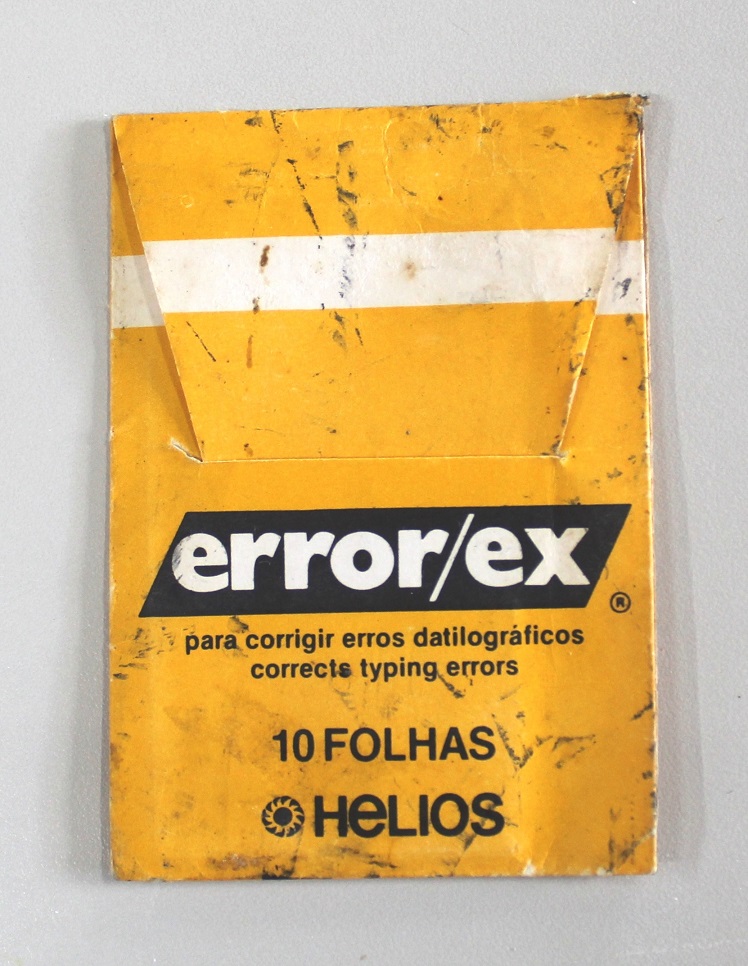 error/ex
®
para corrigir erros datilográficos
corrects typing errors
10 FOLHAS
HeLIOS